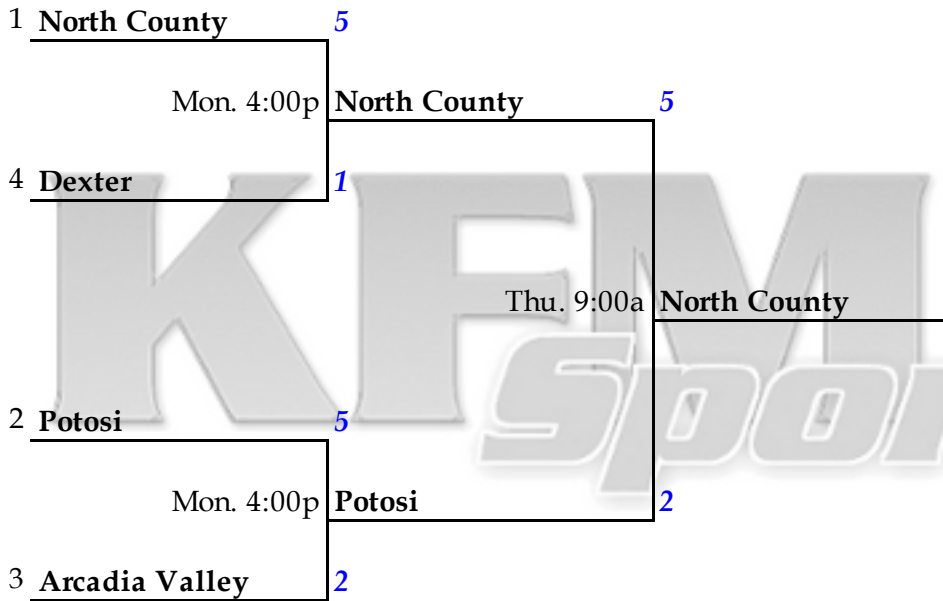 1 North County 5
Mon. 4:00p North County 5
4 Dexter 1
KFM
Thu. 9:00a North County
Spor
2 Potosi 5
Mon. 4:00p Potosi 2
3 Arcadia Valley 2